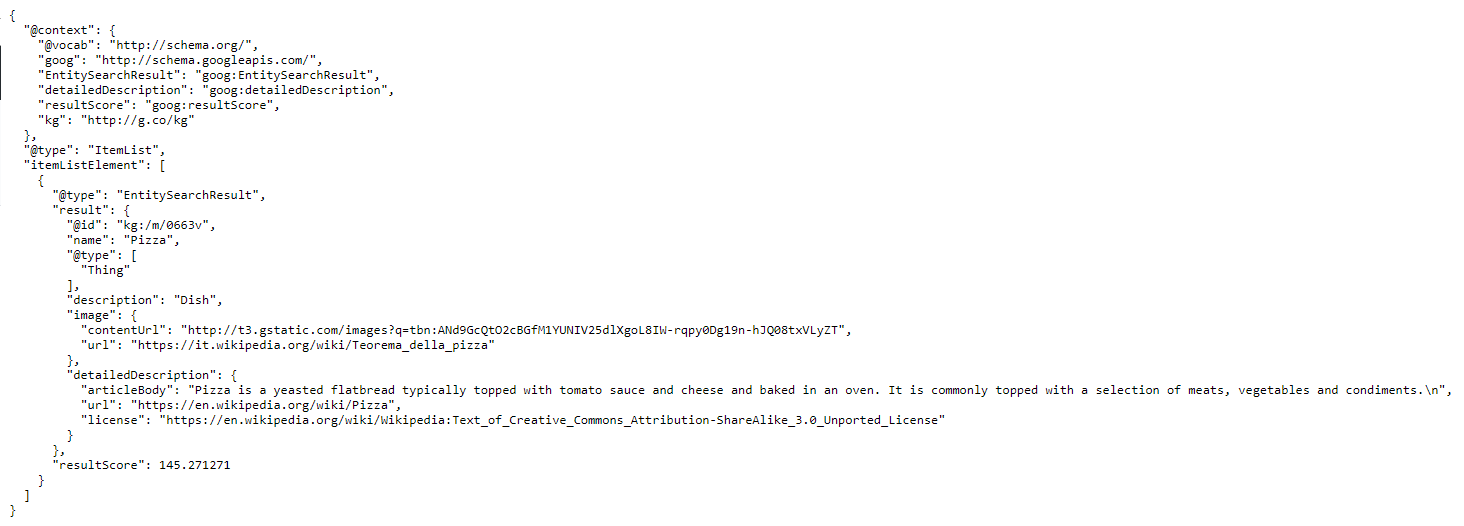 {
  "@context": {
    "@vocab": "http://schema.org/",
    "goog": "http://schema.googleapis.com/",
    "EntitySearchResult": "goog:EntitySearchResult",
    "detailedDescription": "goog:detailedDescription",
    "resultScore": "goog:resultScore",
    "kg": "http://g.co/kg"
  },
  "@type": "ItemList",
  "itemListElement": [
    {
      "@type": "EntitySearchResult",
      "result": {
        "@id": "kg:/m/0663v",
        "name": "Pizza",
        "@type": [
          "Thing"
        ],
        "description": "Dish",
        "image": {
          "contentUrl": "http://t3.gstatic.com/images?q=tbn:ANd9GcQtO2cBGfM1YUNIV25dlXgoL8IW-rqpy0Dg19n-hJQ08txVLyZT",
          "url": "https://it.wikipedia.org/wiki/Teorema_della_pizza"
        },
        "detailedDescription": {
          "articleBody": "Pizza is a yeasted flatbread typically topped with tomato sauce and cheese and baked in an oven. It is commonly topped with a selection of meats, vegetables and condiments.\n",
          "url": "https://en.wikipedia.org/wiki/Pizza",
          "license": "https://en.wikipedia.org/wiki/Wikipedia:Text_of_Creative_Commons_Attribution-ShareAlike_3.0_Unported_License"
        }
      },
      "resultScore": 145.271271
    }
  ]
}